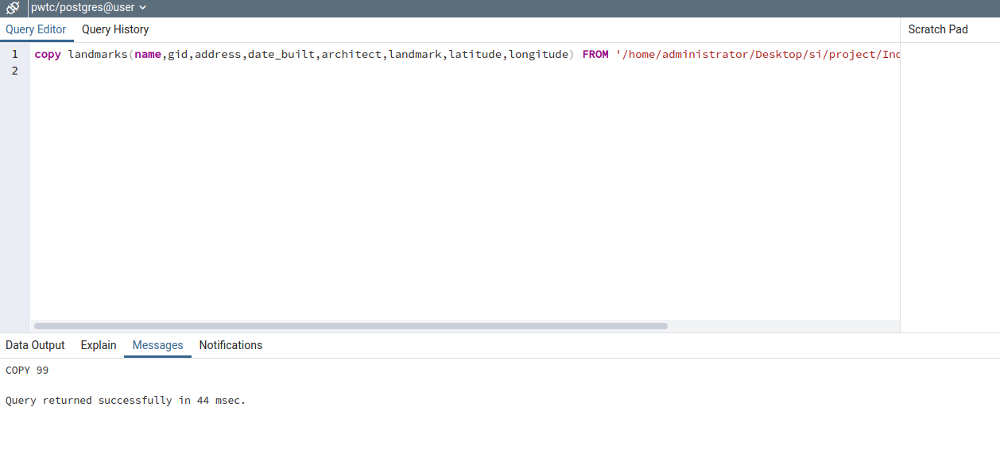 pwtc/postgres@user
Query Editor Query History Scratch Pad
1 copy landmarks(name,gid,address,date_built,architect,landmark,latitude,longitude) FROM '/home/administrator/Desktop/si/project/Inc
2
Data Output Explain Messages Notifications
COPY 99
Query returned successfully in 44 msec.